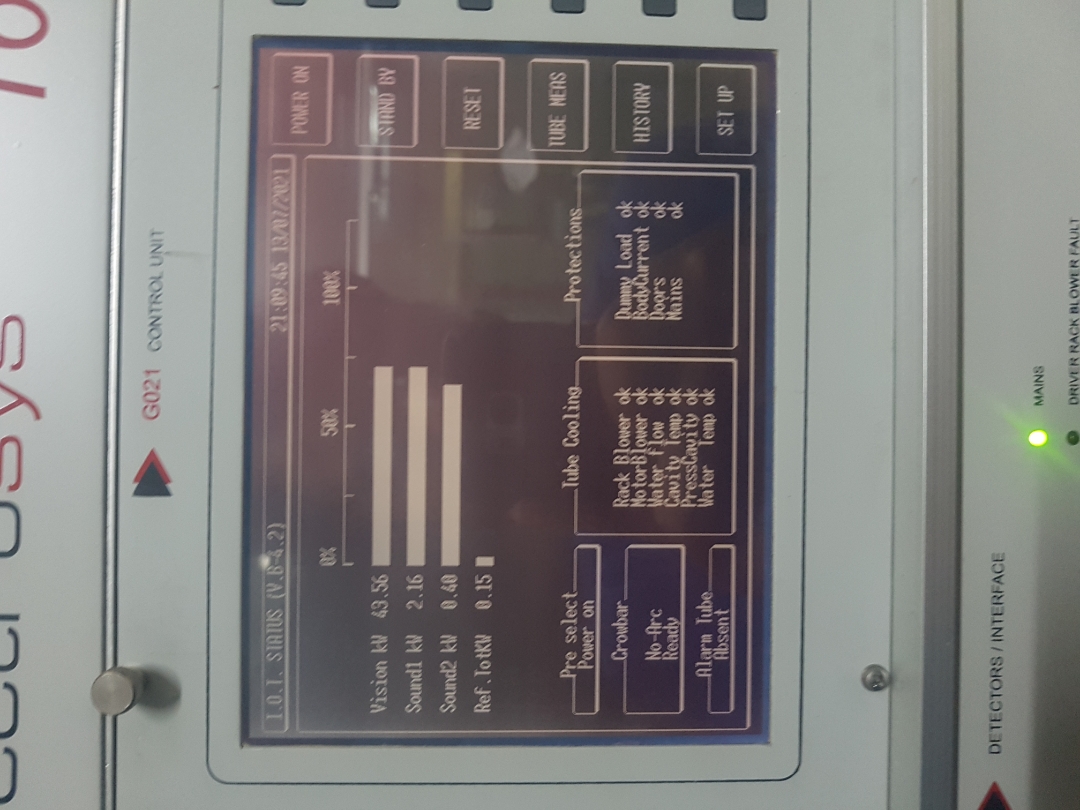 G021 CONTROL UNIT
I.O.T. STATUS (V.B-4.2) 21:09:45 13/07/2021
POWER ON
0% 50% 100%
Vision kW 43.56
STAND BY
Sound1 kW 2.16
Sound2 kW 0.40
RESET
Ref.TotKW 0.15
TUBE MEAS
Pre select
Power on
Crowbar
No-Arc
Ready
Alarm Tube
Absent
Tube Cooling
Rack Blower ok
MotorBlower ok
Water flow ok
Cavity Temp ok
PressCavity ok
Water Temp ok
Protections
Dummy Load ok
BodyCurrent ok
Doors ok
Mains ok
HISTORY
SET UP
DETECTORS / INTERFACE
MAINS
DRIVER RACK BLOWER FAULT